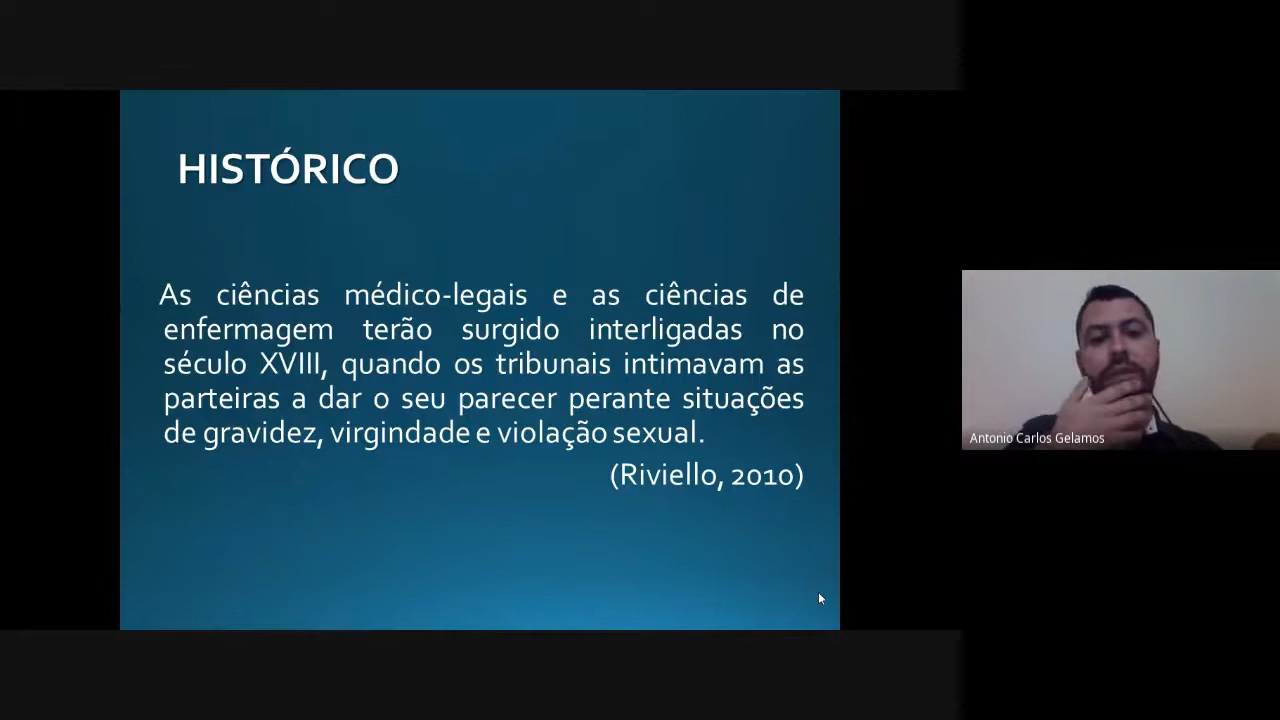 HISTÓRICO
As ciências médico-legais e as ciências de
enfermagem terão surgido interligadas no
século XVIII, quando os tribunais intimavam as
parteiras a dar o seu parecer perante situações
de gravidez, virgindade e violação sexual.
(Riviello, 2010)
Antonio Carlos Gelamos